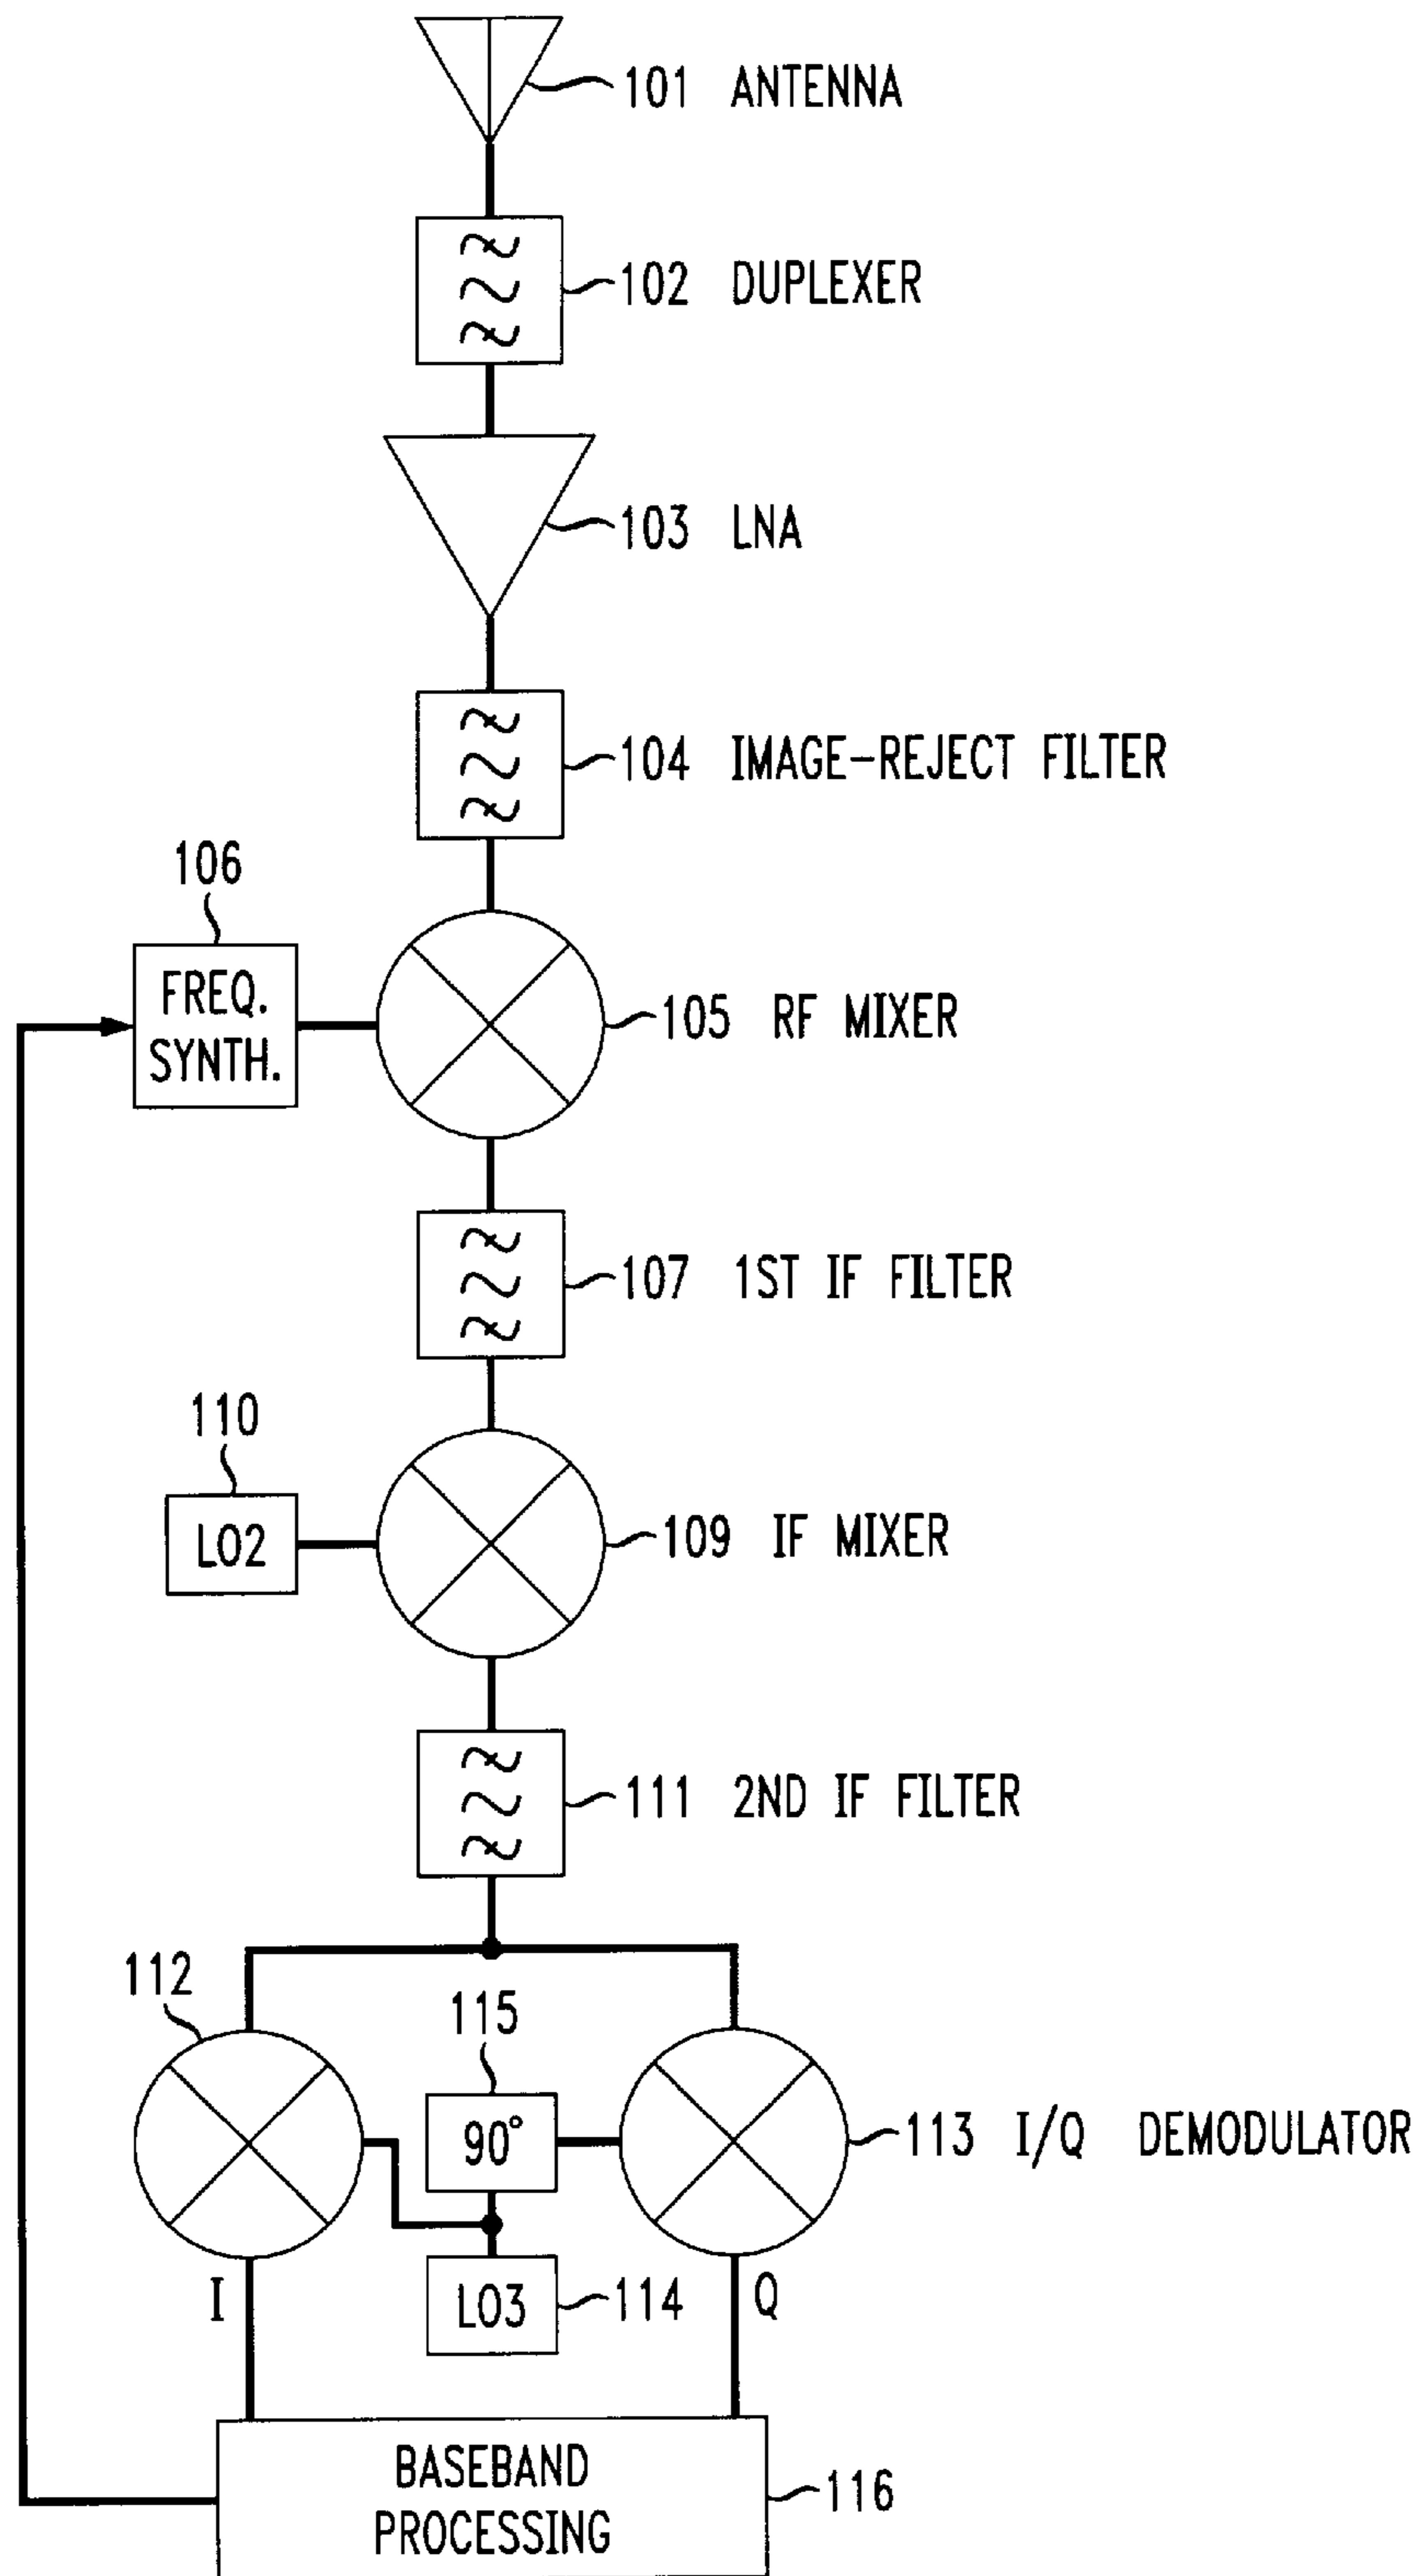 101 ANTENNA
102 DUPLEXER
103 LNA
104 IMAGE-REJECT FILTER
106
FREQ.
SYNTH.
105 RF MIXER
107 1ST IF FILTER
110
LO2
109 IF MIXER
111 2ND IF FILTER
112
115
90°
113 I/Q DEMODULATOR
I
LO3
114
Q
BASEBAND
PROCESSING
116